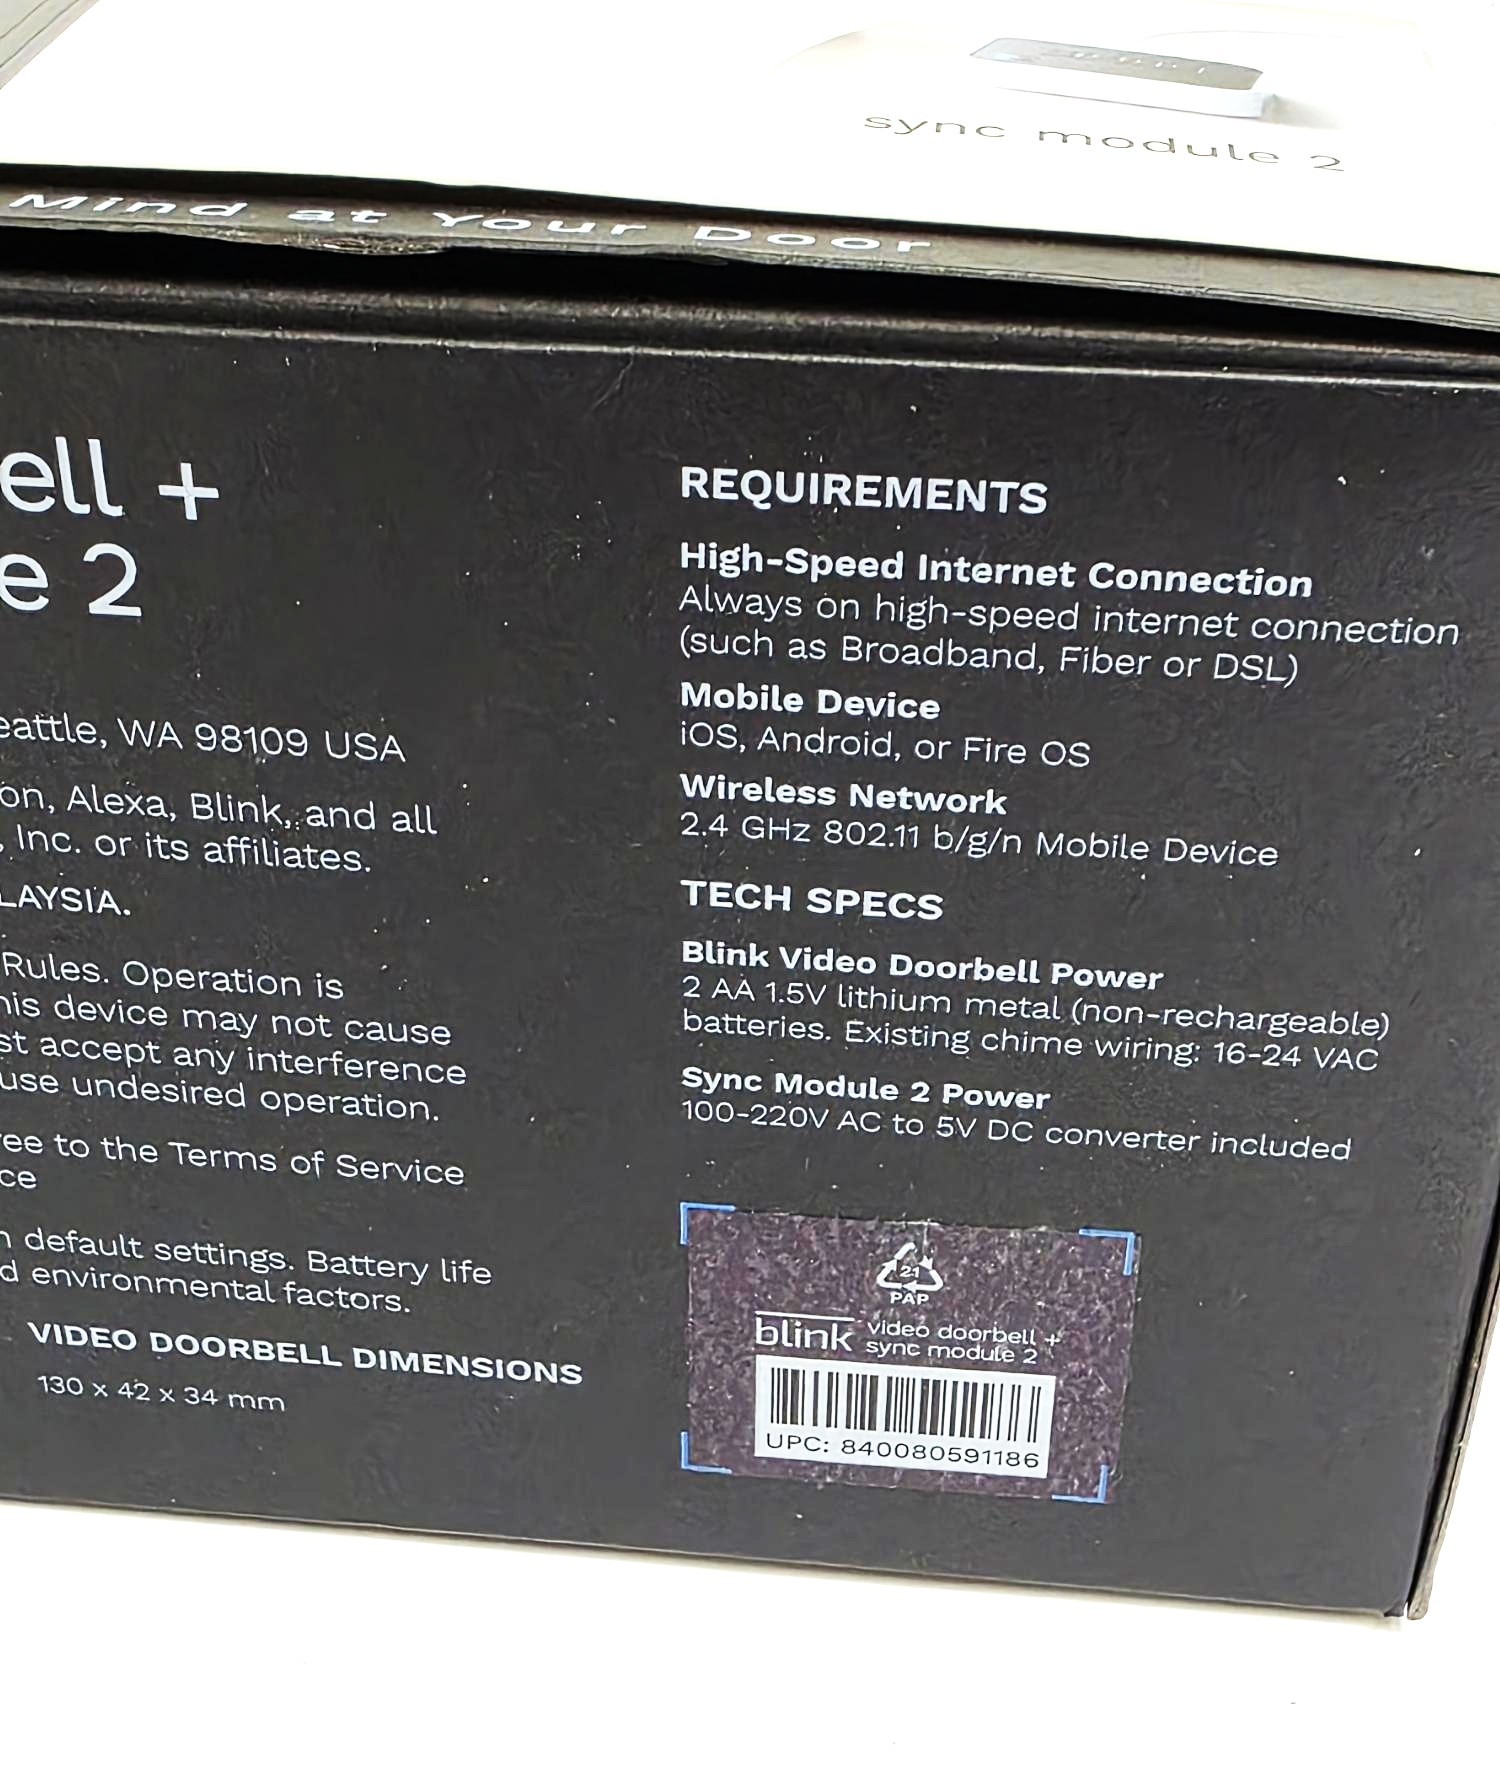 sync module 2
Mind at Your Door
ell +
e 2
eattle, WA 98109 USA
on, Alexa, Blink, and all
, Inc. or its affiliates.
LAYSIA.
Rules. Operation is
his device may not cause
st accept any interference
use undesired operation.
ee to the Terms of Service
ce
n default settings. Battery life
d environmental factors.
VIDEO DOORBELL DIMENSIONS
130 x 42 x 34 mm
REQUIREMENTS
High-Speed Internet Connection
Always on high-speed internet connection
(such as Broadband, Fiber or DSL)
Mobile Device
iOS, Android, or Fire OS
Wireless Network
2.4 GHz 802.11 b/g/n Mobile Device
TECH SPECS
Blink Video Doorbell Power
2 AA 1.5V lithium metal (non-rechargeable)
batteries. Existing chime wiring: 16-24 VAC
Sync Module 2 Power
100-220V AC to 5V DC converter included
21
PAP
blink video doorbell +
sync module 2
UPC: 840080591186